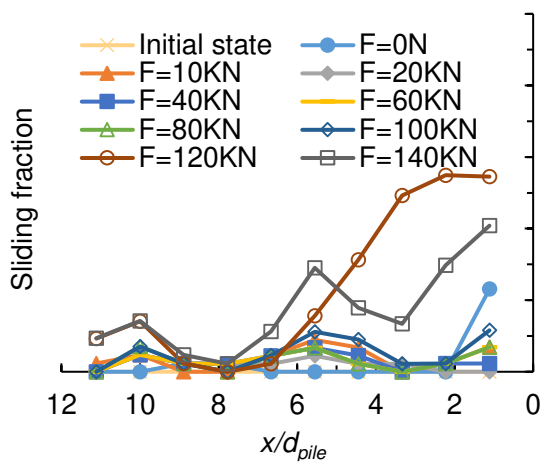 Initial state F=0N
F=10KN F=20KN
F=40KN F=60KN
F=80KN F=100KN
F=120KN F=140KN
Sliding fraction
12 10 8 6 4 2 0
x/dpile